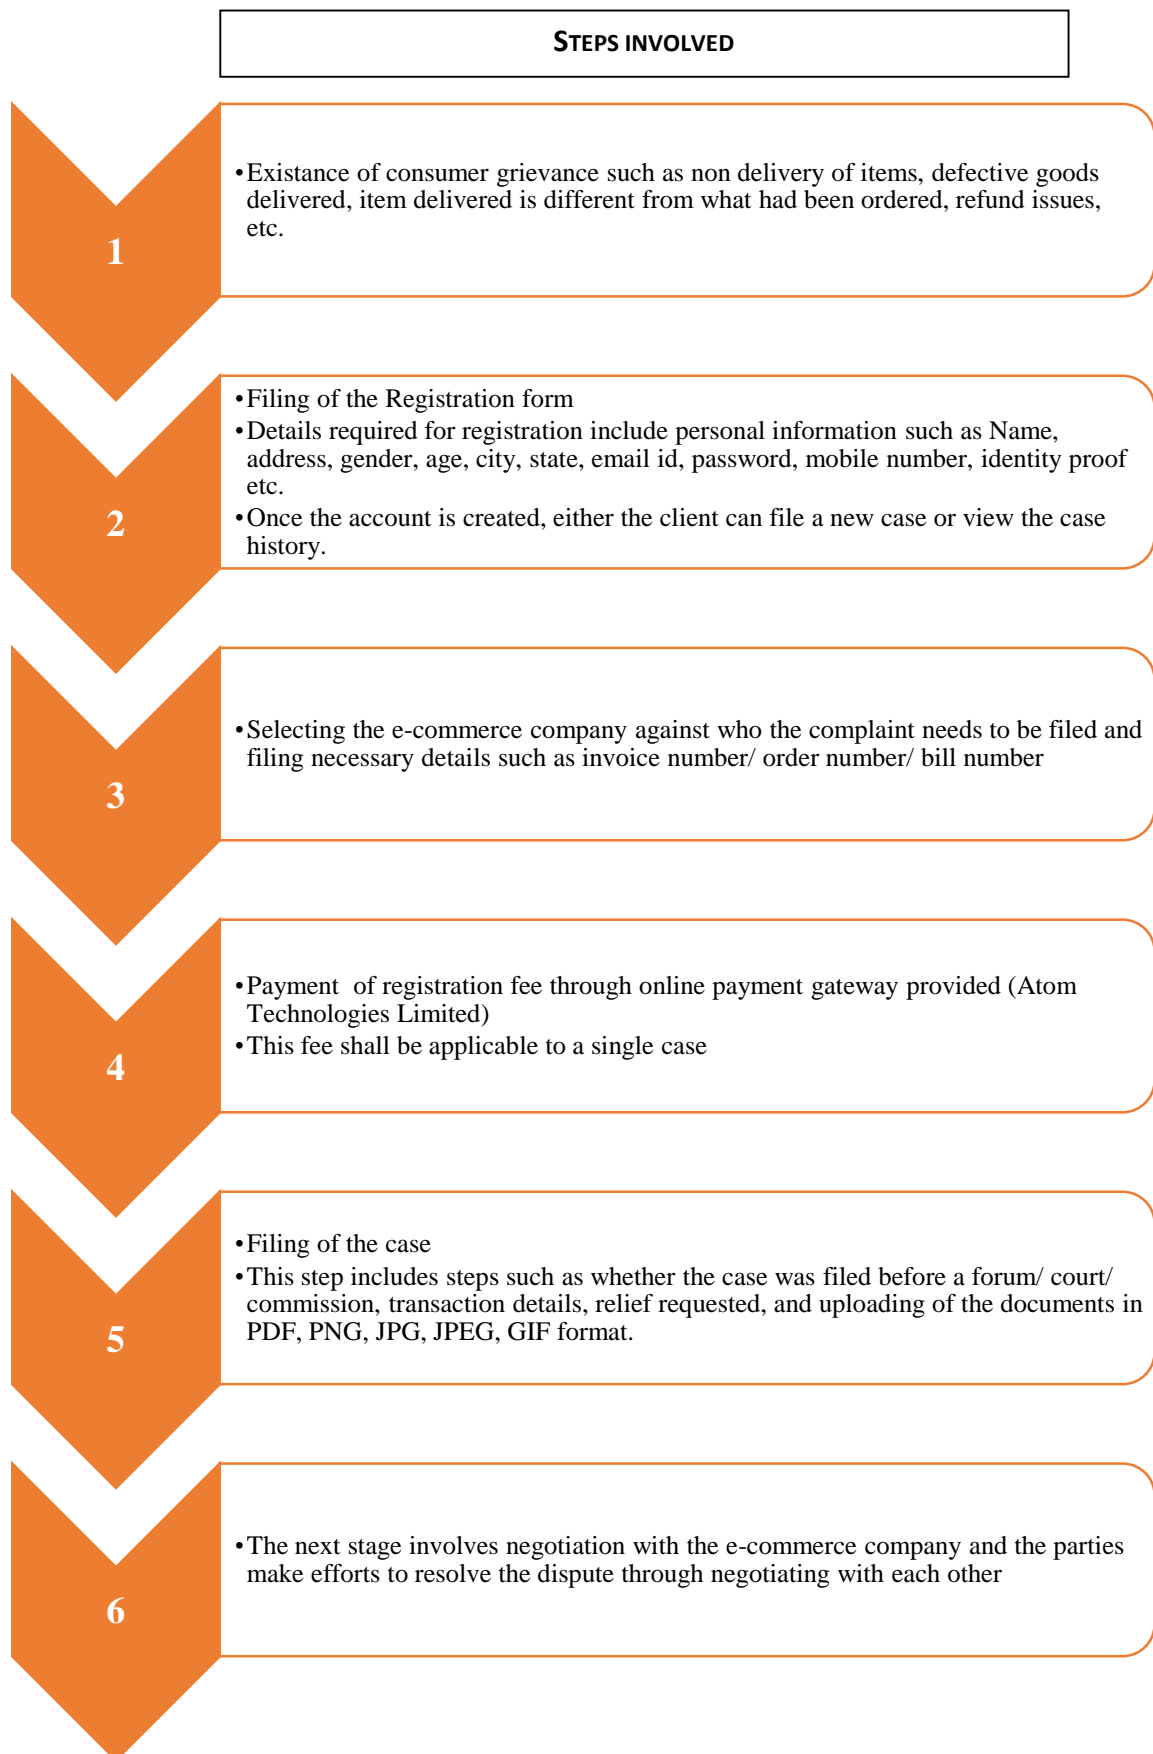 STEPS INVOLVED
1
•Existance of consumer grievance such as non delivery of items, defective goods
delivered, item delivered is different from what had been ordered, refund issues,
etc.
2
•Filing of the Registration form
•Details required for registration include personal information such as Name,
address, gender, age, city, state, email id, password, mobile number, identity proof
etc.
•Once the account is created, either the client can file a new case or view the case
history.
3
•Selecting the e-commerce company against who the complaint needs to be filed and
filing necessary details such as invoice number/ order number/ bill number
4
•Payment of registration fee through online payment gateway provided (Atom
Technologies Limited)
•This fee shall be applicable to a single case
5
•Filing of the case
•This step includes steps such as whether the case was filed before a forum/ court/
commission, transaction details, relief requested, and uploading of the documents in
PDF, PNG, JPG, JPEG, GIF format.
6
•The next stage involves negotiation with the e-commerce company and the parties
make efforts to resolve the dispute through negotiating with each other